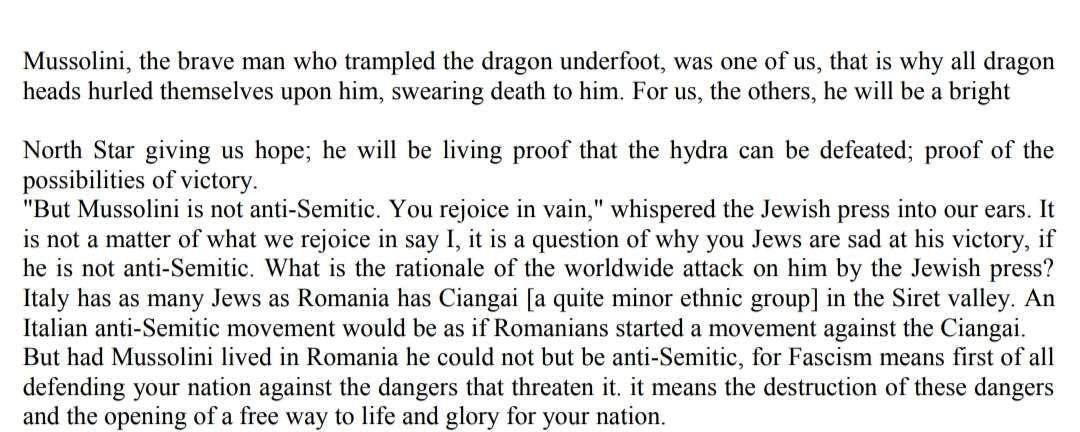 Mussolini, the brave man who trampled the dragon underfoot, was one of us, that is why all dragon
heads hurled themselves upon him, swearing death to him. For us, the others, he will be a bright
North Star giving us hope; he will be living proof that the hydra can be defeated; proof of the
possibilities of victory.
"But Mussolini is not anti-Semitic. You rejoice in vain," whispered the Jewish press into our ears. It
is not a matter of what we rejoice in say I, it is a question of why you Jews are sad at his victory, if
he is not anti-Semitic. What is the rationale of the worldwide attack on him by the Jewish press?
Italy has as many Jews as Romania has Ciangai [a quite minor ethnic group] in the Siret valley. An
Italian anti-Semitic movement would be as if Romanians started a movement against the Ciangai.
But had Mussolini lived in Romania he could not but be anti-Semitic, for Fascism means first of all
defending your nation against the dangers that threaten it. it means the destruction of these dangers
and the opening of a free way to life and glory for your nation.